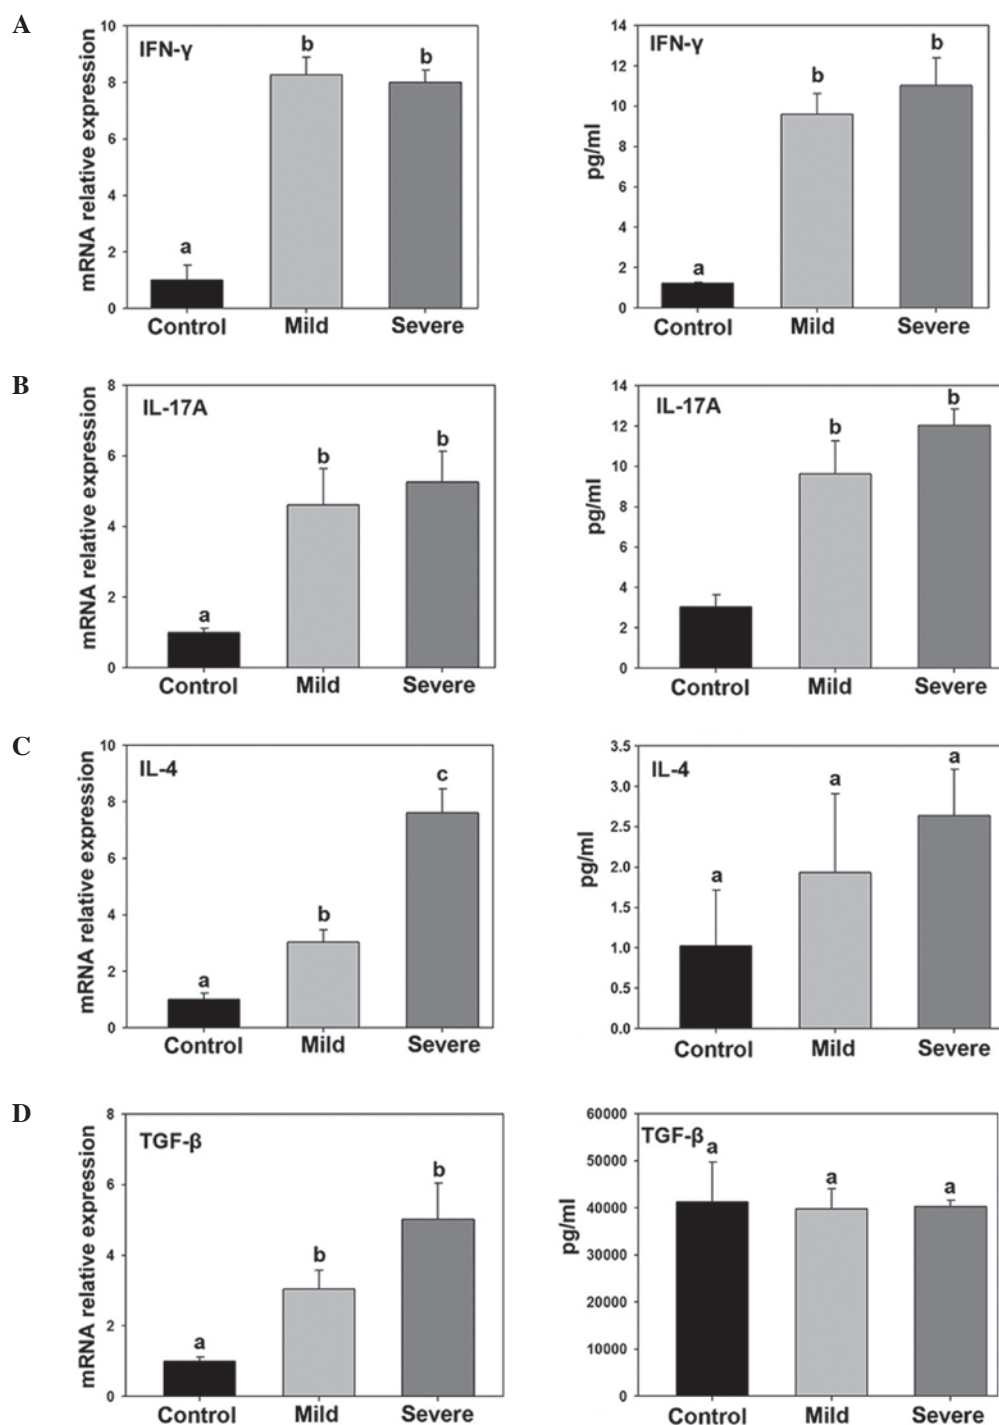 A
mRNA relative expression
10
8
6
4
2
0
IFN-γ
a
b
b
Control Mild Severe
pg/ml
14
12
10
8
6
4
2
0
IFN-γ
a
b
b
Control Mild Severe
B
mRNA relative expression
8
6
4
2
0
IL-17A
a
b
b
Control Mild Severe
pg/ml
14
12
10
8
6
4
2
0
IL-17A
b
b
Control Mild Severe
C
mRNA relative expression
10
8
6
4
2
0
IL-4
a
b
c
Control Mild Severe
pg/ml
3.5
3.0
2.5
2.0
1.5
1.0
0.5
0.0
IL-4
a
a
a
Control Mild Severe
D
mRNA relative expression
8
6
4
2
0
TGF-β
a
b
b
Control Mild Severe
pg/ml
60000
50000
40000
30000
20000
10000
0
TGF-β
a
a
a
Control Mild Severe